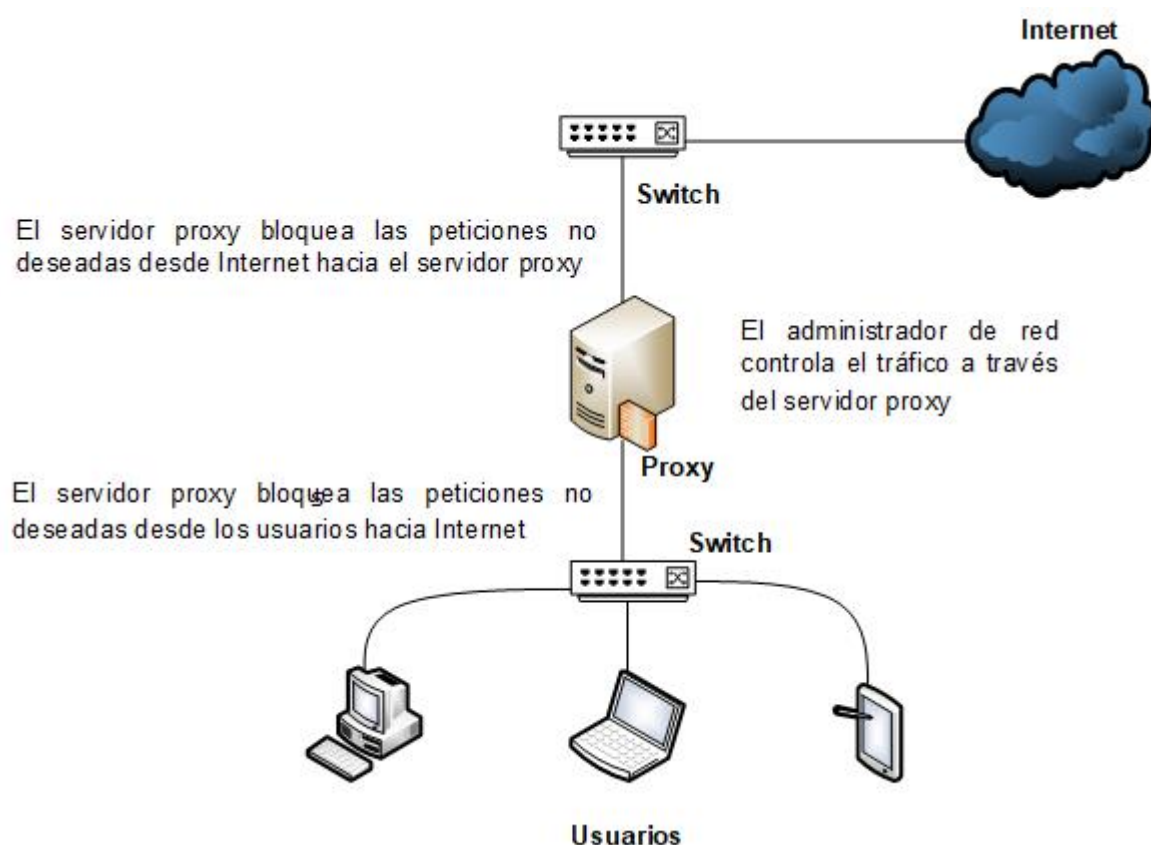 Internet
Switch
El servidor proxy bloquea las peticiones no
deseadas desde Internet hacia el servidor proxy
El administrador de red
controla el tráfico a través
del servidor proxy
Proxy
El servidor proxy bloquea las peticiones no
deseadas desde los usuarios hacia Internet
Switch
Usuarios